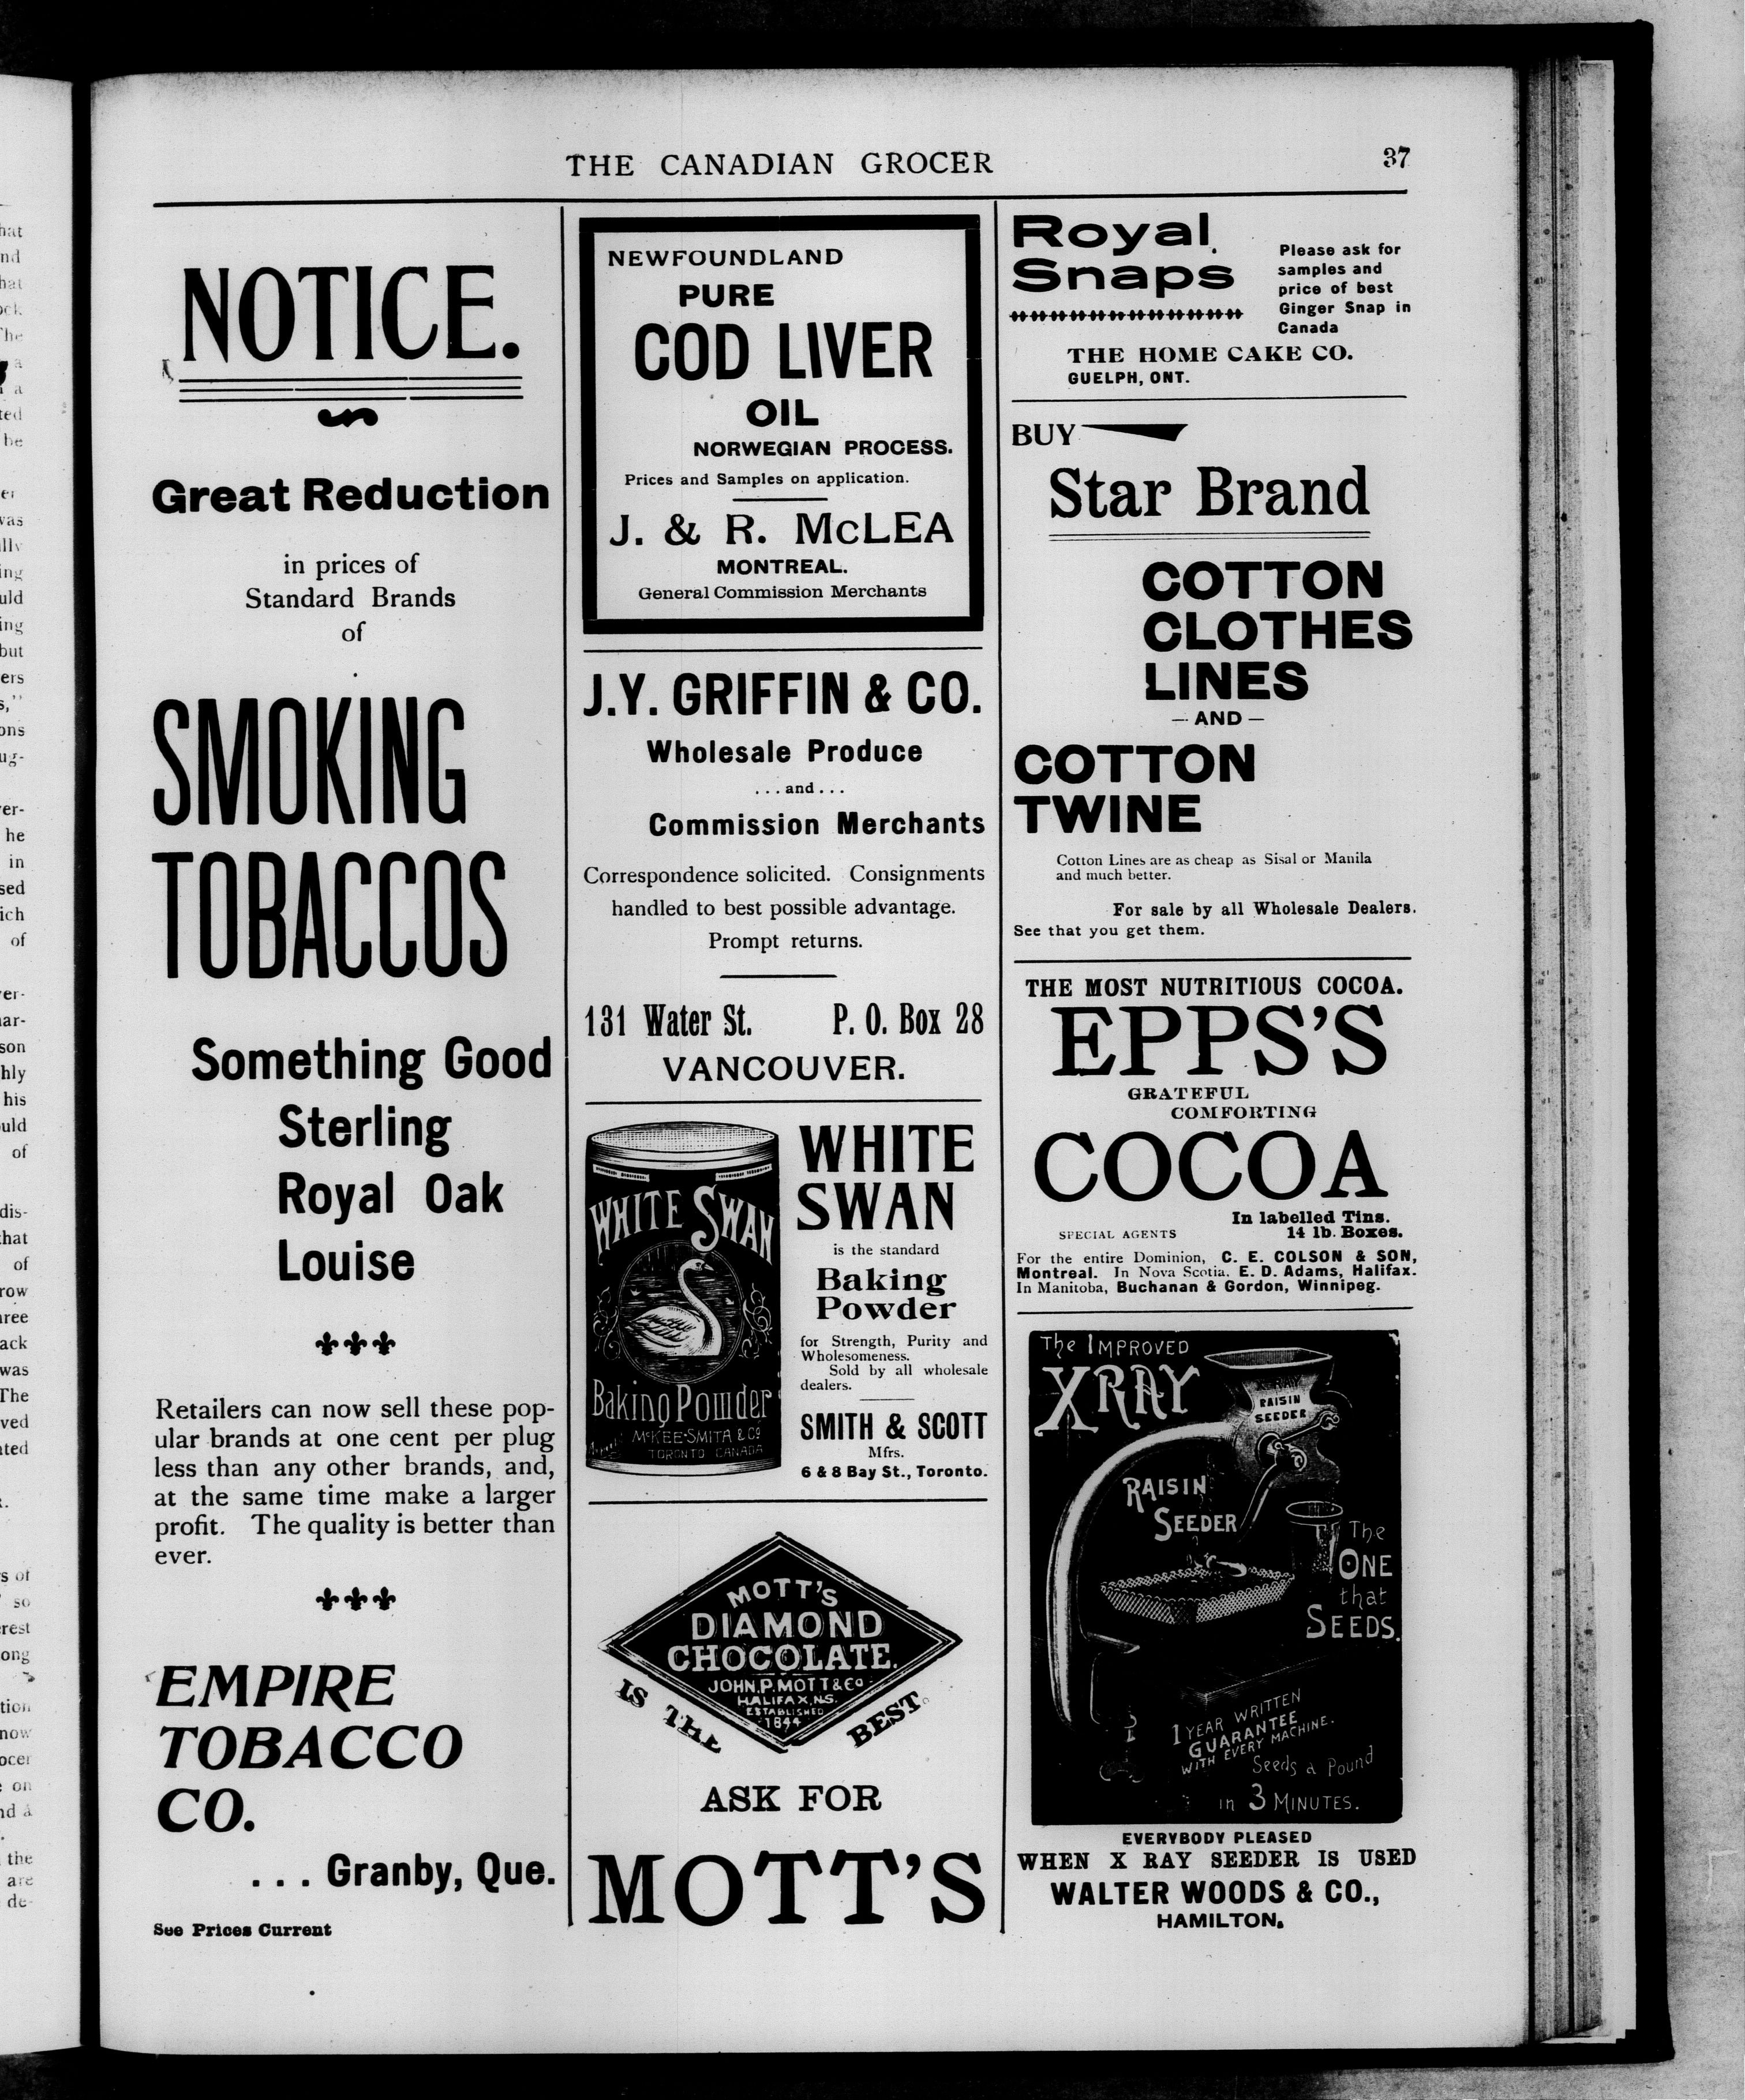 THE CANADIAN GROCER
37
NOTICE.
Great Reduction
in prices of
Standard Brands
of
SMOKING
TOBACCOS
Something Good
Sterling
Royal Oak
Louise
Retailers can now sell these pop-
ular brands at one cent per plug
less than any other brands, and,
at the same time make a larger
profit. The quality is better than
ever.
EMPIRE
TOBACCO
CO.
... Granby, Que.
See Prices Current
NEWFOUNDLAND
PURE
COD LIVER
OIL
NORWEGIAN PROCESS.
Prices and Samples on application.
J. & R. McLEA
MONTREAL.
General Commission Merchants
J.Y. GRIFFIN & CO.
Wholesale Produce
...and...
Commission Merchants
Correspondence solicited. Consignments
handled to best possible advantage.
Prompt returns.
131 Water St. P. O. Box 28
VANCOUVER.
WHITE SWAN
Baking Powder
McKEE-SMITA & Co
TORONTO CANADA
WHITE
SWAN
is the standard
Baking
Powder
for Strength, Purity and
Wholesomeness.
Sold by all wholesale
dealers.
SMITH & SCOTT
Mfrs.
6 & 8 Bay St., Toronto.
MOTT'S
DIAMOND
CHOCOLATE.
JOHN.P.MOTT & Co
HALIFAX,N.S.
ESTABLISHED
1844
IS THE BEST.
ASK FOR
MOTT'S
Royal
Snaps
Please ask for
samples and
price of best
Ginger Snap in
Canada
THE HOME CAKE CO.
GUELPH, ONT.
BUY
Star Brand
COTTON
CLOTHES
LINES
— AND —
COTTON
TWINE
Cotton Lines are as cheap as Sisal or Manila
and much better.
For sale by all Wholesale Dealers.
See that you get them.
THE MOST NUTRITIOUS COCOA.
EPPS'S
GRATEFUL
COMFORTING
COCOA
In labelled Tins.
SPECIAL AGENTS 14 lb. Boxes.
For the entire Dominion, C. E. COLSON & SON,
Montreal. In Nova Scotia, E. D. Adams, Halifax.
In Manitoba, Buchanan & Gordon, Winnipeg.
The IMPROVED
XRAY
RAISIN
SEEDER
RAISIN
SEEDER
The
ONE
that
SEEDS.
1 YEAR WRITTEN
GUARANTEE
WITH EVERY MACHINE.
Seeds a Pound
in 3 MINUTES.
EVERYBODY PLEASED
WHEN X RAY SEEDER IS USED
WALTER WOODS & CO.,
HAMILTON.